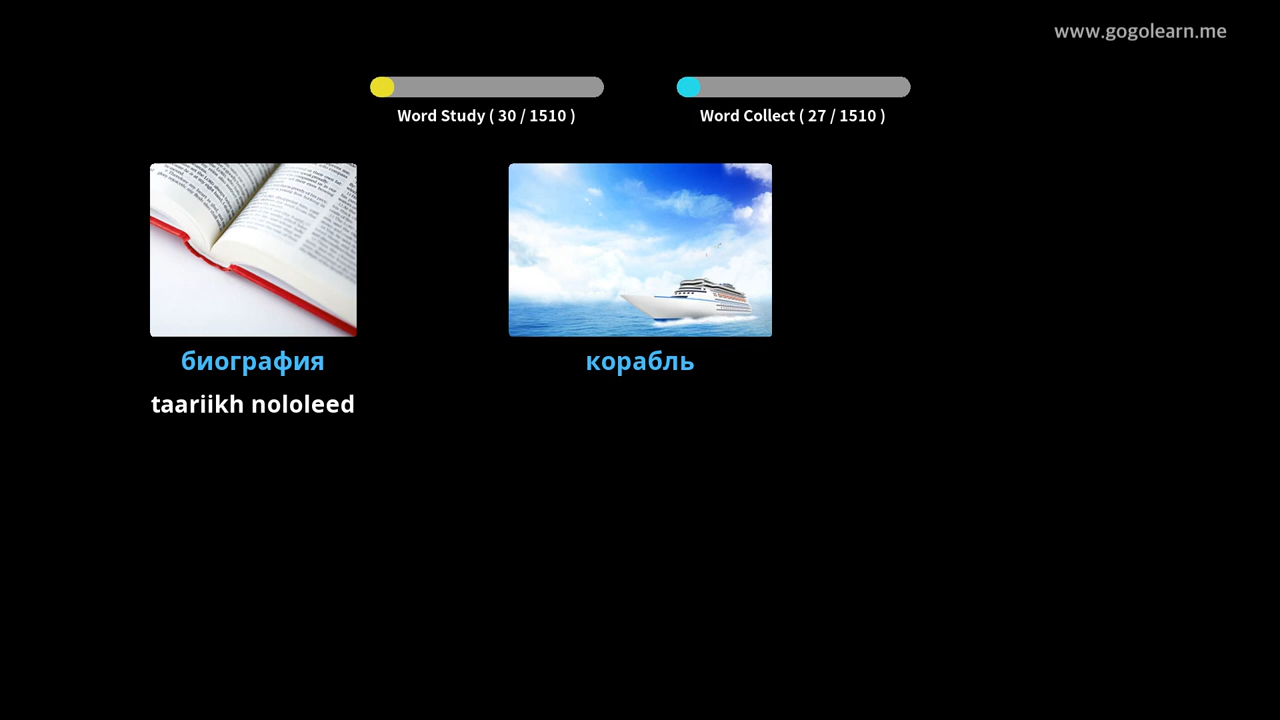 www.gogolearn.me
Word Study ( 30 / 1510 )
Word Collect ( 27 / 1510 )
биография
корабль
taariikh nololeed